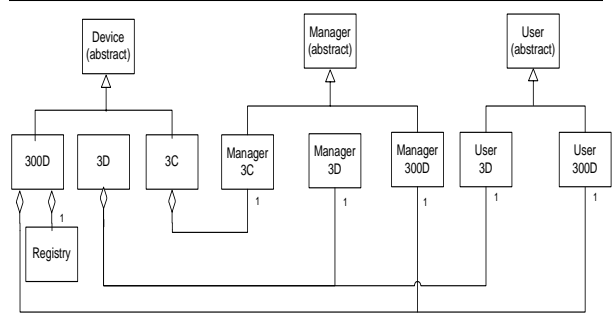 Device
(abstract)
Manager
(abstract)
User
(abstract)
300D
3D
3C
Manager
3C
Manager
3D
Manager
300D
User
3D
User
300D
1
1
1
1
1
1
Registry